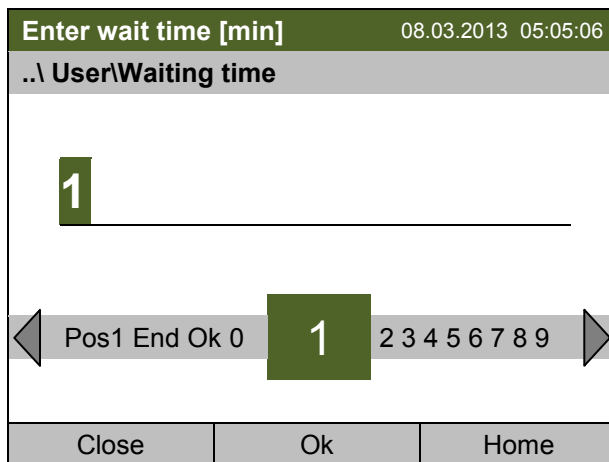 Enter wait time [min] 08.03.2013 05:05:06
..\ User\Waiting time
1
Pos1 End Ok 0 1 2 3 4 5 6 7 8 9
Close Ok Home